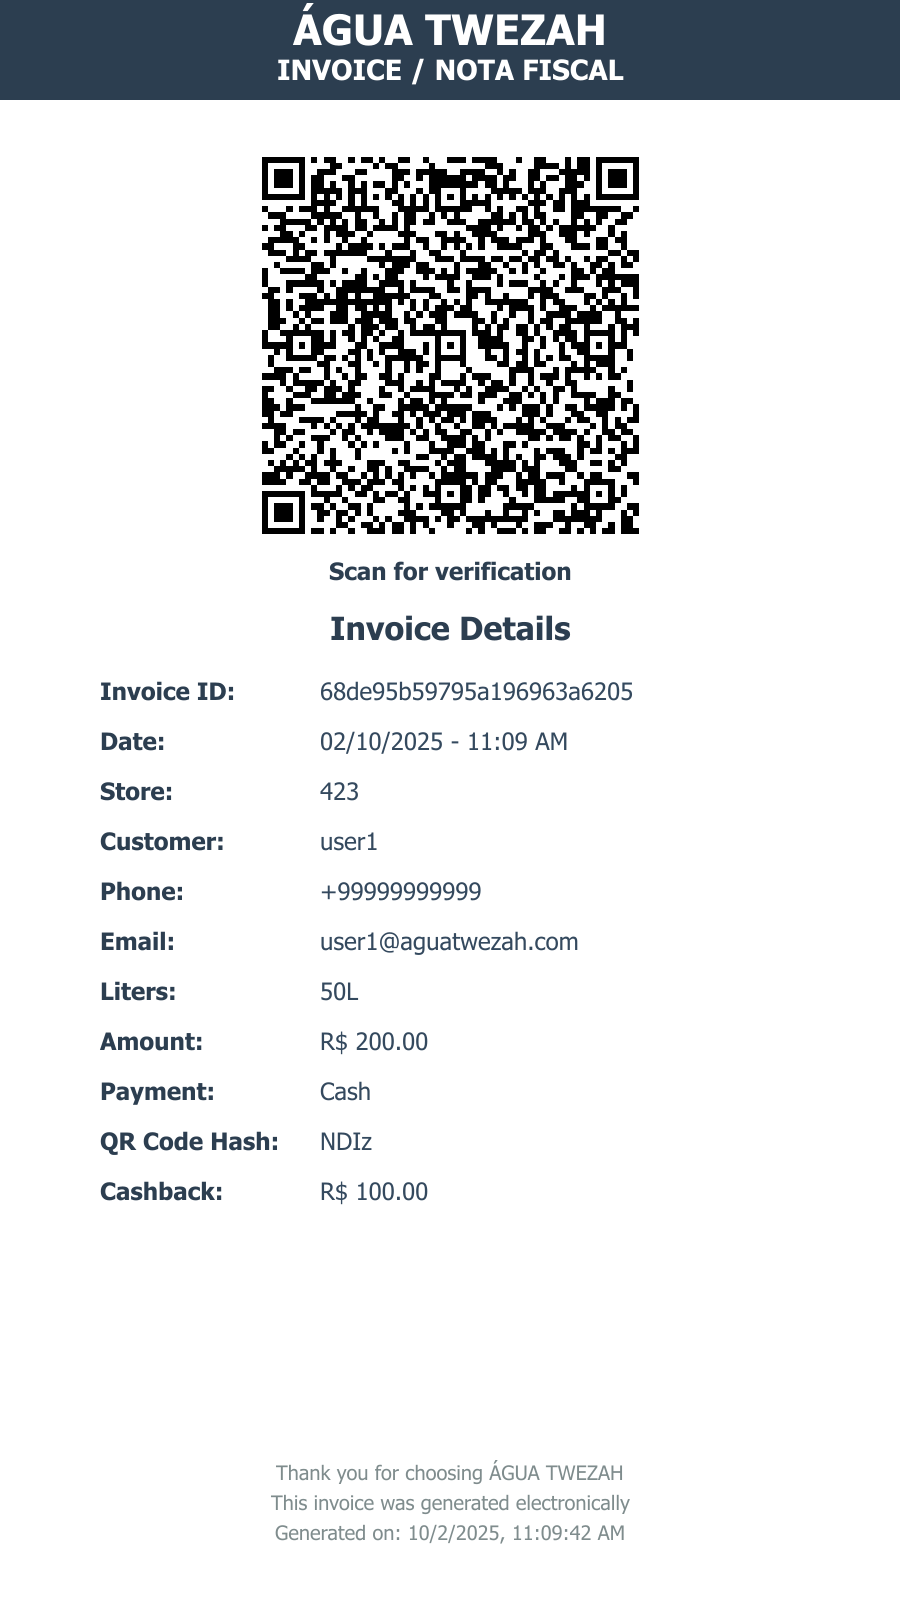 ÁGUA TWEZAH
INVOICE / NOTA FISCAL
Scan for verification
Invoice Details
Invoice ID: 68de95b59795a196963a6205
Date: 02/10/2025 - 11:09 AM
Store: 423
Customer: user1
Phone: +99999999999
Email: user1@aguatwezah.com
Liters: 50L
Amount: R$ 200.00
Payment: Cash
QR Code Hash: NDIz
Cashback: R$ 100.00
Thank you for choosing ÁGUA TWEZAH
This invoice was generated electronically
Generated on: 10/2/2025, 11:09:42 AM